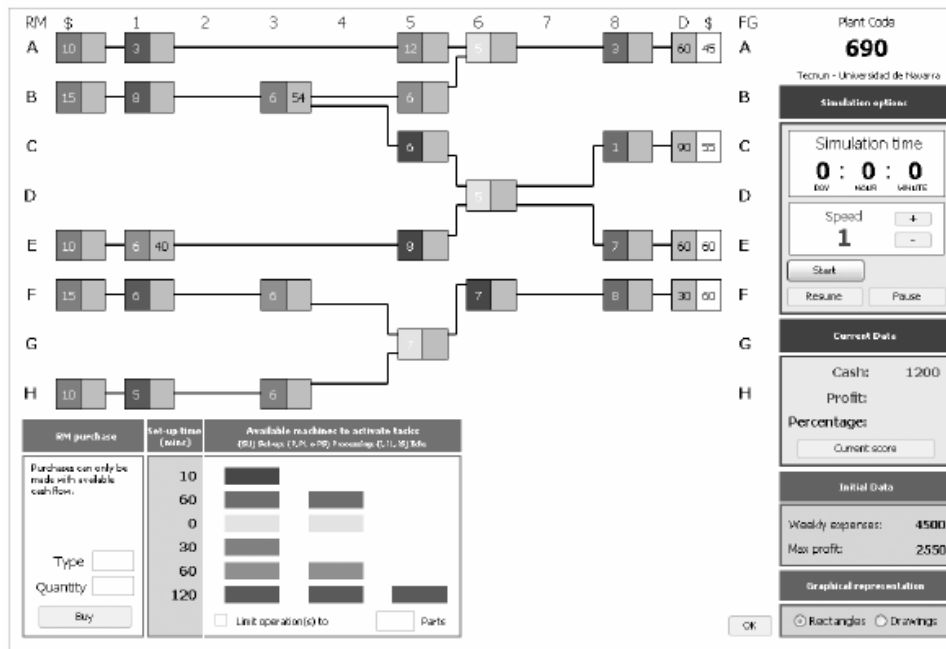 RM $ 1 2 3 4 5 6 7 8 D $ FG
A 10 3 12 5 3 60 45 A
B 15 8 6 54 6 B
C 6 1 90 55 C
D 5 D
E 10 6 40 9 7 60 60 E
F 15 6 6 7 8 30 60 F
G 7 G
H 10 5 6 H
RM purchase
Purchases can only be
made with available
cashflow.
Type
Quantity
Buy
Set-up time
(mins)
10
60
0
30
60
120
Available machines to activate tasks
Limit operation(s) to Parts
OK
Plant Code
690
Tecnun - Universidad de Navarra
Simulation options
Simulation time
0 : 0 : 0
DAY HOUR MINUTE
Speed
1
+
-
Start
Resume Pause
Current Data
Cash: 1200
Profit:
Percentage:
Current score
Initial Data
Weekly expenses: 4500
Max profit: 2550
Graphical representation
Rectangles Drawings